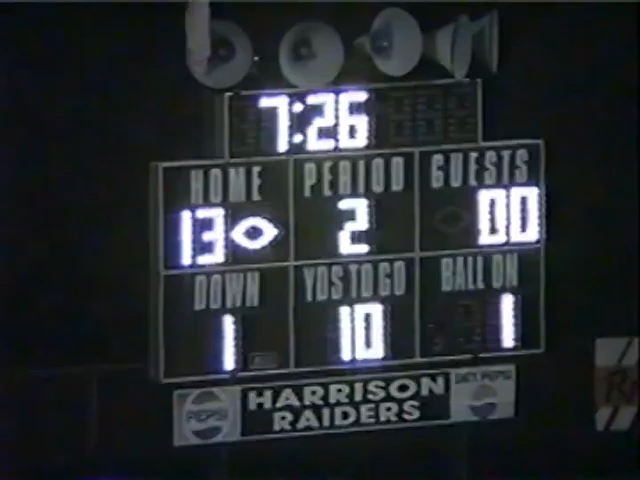 7:26
HOME PERIOD GUESTS
13 2 00
DOWN YDS TO GO BALL ON
1 10 1
PEPSI HARRISON RAIDERS DIET PEPSI
R